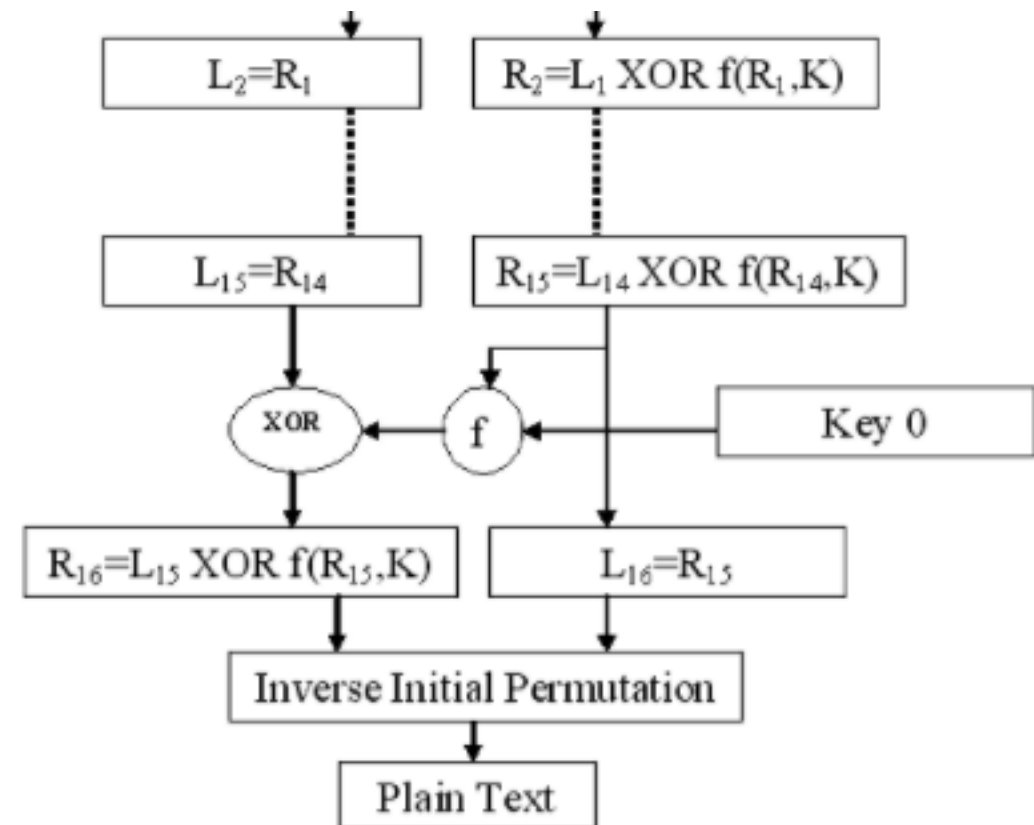 L₂=R₁
R₂=L₁ XOR f(R₁,K)
L₁₅=R₁₄
R₁₅=L₁₄ XOR f(R₁₄,K)
XOR
f
Key 0
R₁₆=L₁₅ XOR f(R₁₅,K)
L₁₆=R₁₅
Inverse Initial Permutation
Plain Text